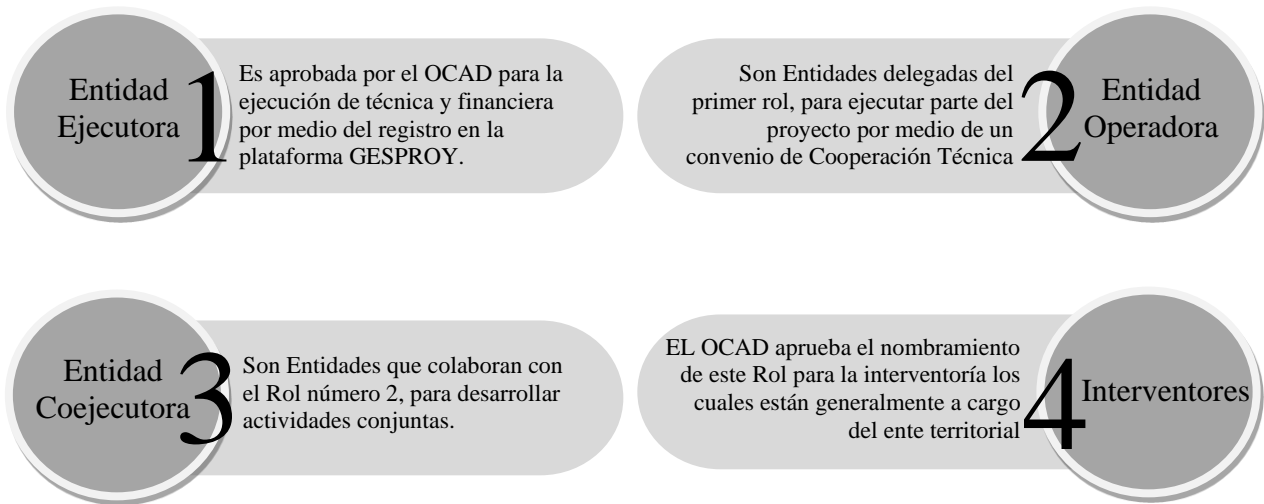 Entidad
Ejecutora
1
Es aprobada por el OCAD para la
ejecución de técnica y financiera
por medio del registro en la
plataforma GESPROY.
Son Entidades delegadas del
primer rol, para ejecutar parte del
proyecto por medio de un
convenio de Cooperación Técnica
2
Entidad
Operadora
Entidad
Coejecutora
3
Son Entidades que colaboran con
el Rol número 2, para desarrollar
actividades conjuntas.
EL OCAD aprueba el nombramiento
de este Rol para la interventoría los
cuales están generalmente a cargo
del ente territorial
4
Interventores